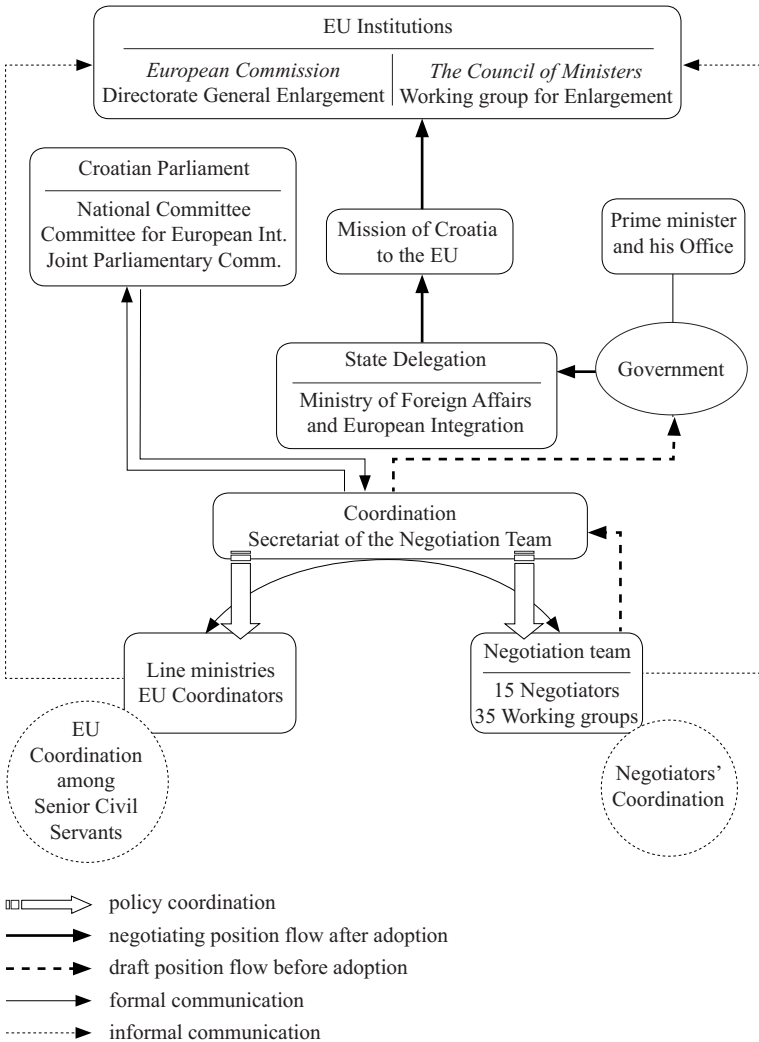 EU Institutions
European Commission
Directorate General Enlargement
The Council of Ministers
Working group for Enlargement
Croatian Parliament
National Committee
Committee for European Int.
Joint Parliamentary Comm.
Mission of Croatia
to the EU
Prime minister
and his Office
State Delegation
Ministry of Foreign Affairs
and European Integration
Government
Coordination
Secretariat of the Negotiation Team
Line ministries
EU Coordinators
Negotiation team
15 Negotiators
35 Working groups
EU
Coordination
among
Senior Civil
Servants
Negotiators’
Coordination
policy coordination
negotiating position flow after adoption
draft position flow before adoption
formal communication
informal communication